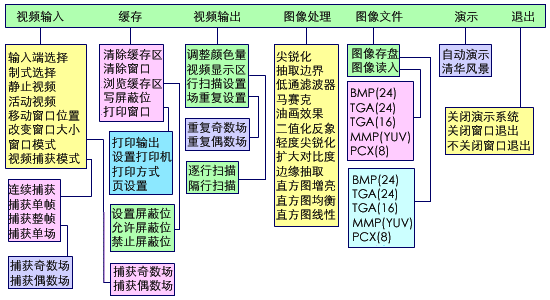 视频输入 缓存 视频输出 图像处理 图像文件 演示 退出
输入端选择
制式选择
静止视频
活动视频
移动窗口位置
改变窗口大小
窗口模式
视频捕获模式
连续捕获
捕获单帧
捕获整帧
捕获单场
捕获奇数场
捕获偶数场
清除缓存区
清除窗口
浏览缓存区
写屏蔽位
打印窗口
打印输出
设置打印机
打印方式
页设置
设置屏蔽位
允许屏蔽位
禁止屏蔽位
捕获奇数场
捕获偶数场
调整颜色量
视频显示区
行扫描设置
场重复设置
重复奇数场
重复偶数场
逐行扫描
隔行扫描
尖锐化
抽取边界
低通滤波器
马赛克
油画效果
二值化反象
轻度尖锐化
扩大对比度
边缘抽取
直方图增亮
直方图均衡
直方图线性
图像存盘
图像读入
BMP(24)
TGA(24)
TGA(16)
MMP(YUV)
PCX(8)
BMP(24)
TGA(24)
TGA(16)
MMP(YUV)
PCX(8)
自动演示
清华风景
关闭演示系统
关闭窗口退出
不关闭窗口退出